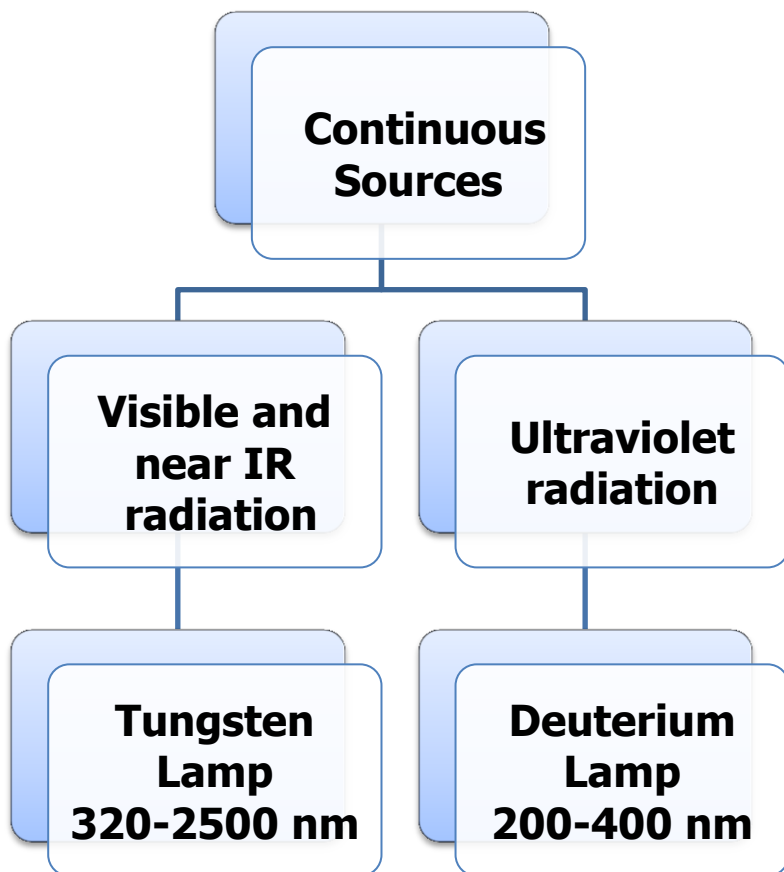 Continuous
Sources
Visible and
near IR
radiation
Ultraviolet
radiation
Tungsten
Lamp
320-2500 nm
Deuterium
Lamp
200-400 nm